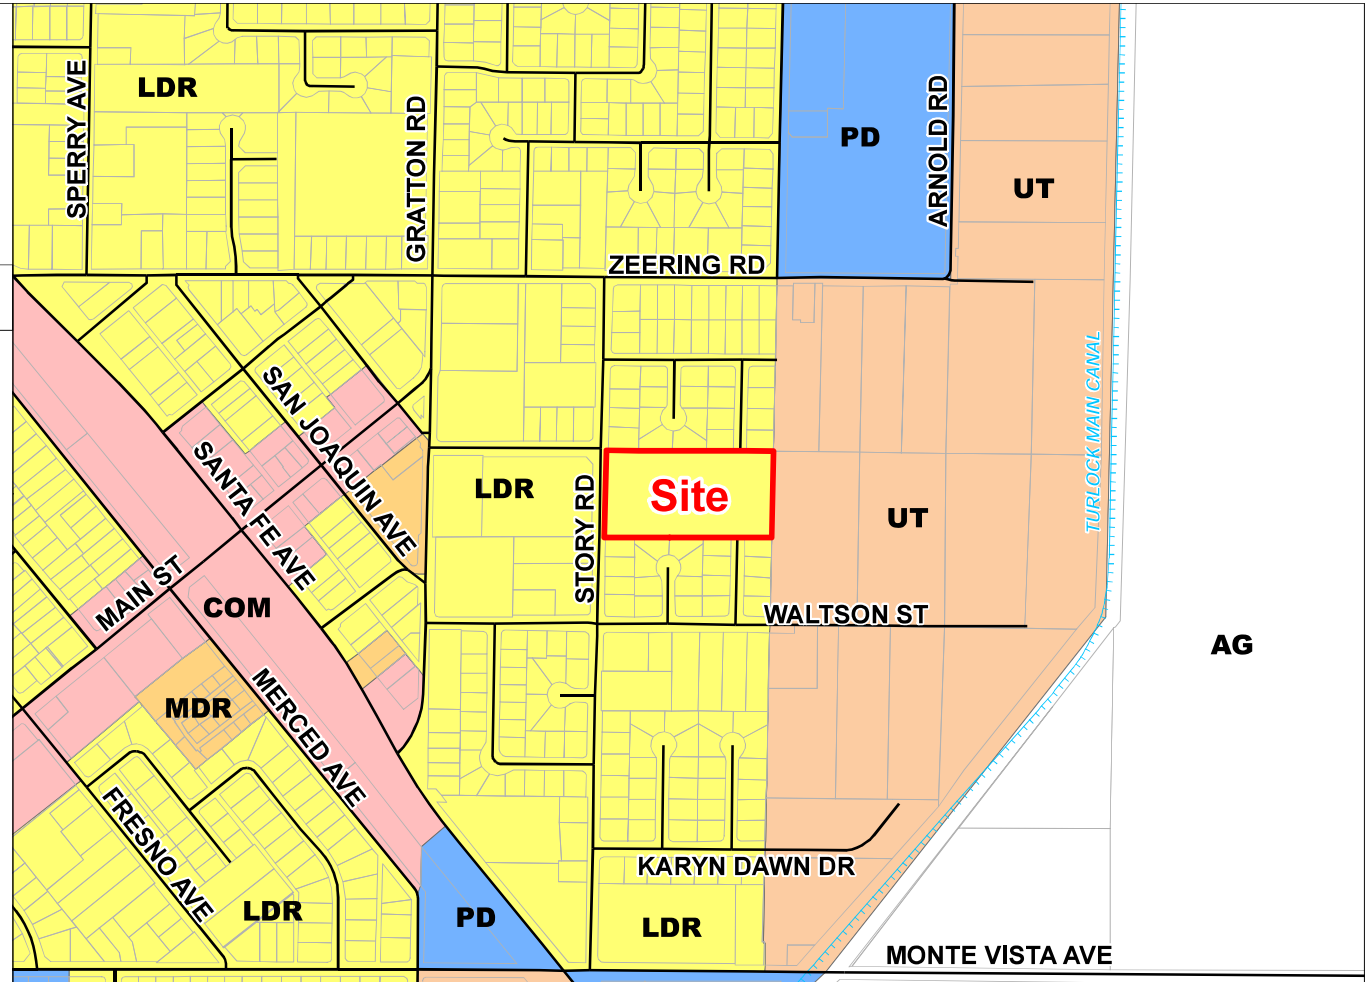 LDR
SPERRY AVE
GRATTON RD
PD
ARNOLD RD
UT
ZEERING RD
TURLOCK MAIN CANAL
SAN JOAQUIN AVE
SANTA FE AVE
LDR
STORY RD
Site
UT
MAIN ST
COM
WALTSON ST
AG
MDR
MERCED AVE
FRESNO AVE
KARYN DAWN DR
LDR
PD
LDR
MONTE VISTA AVE